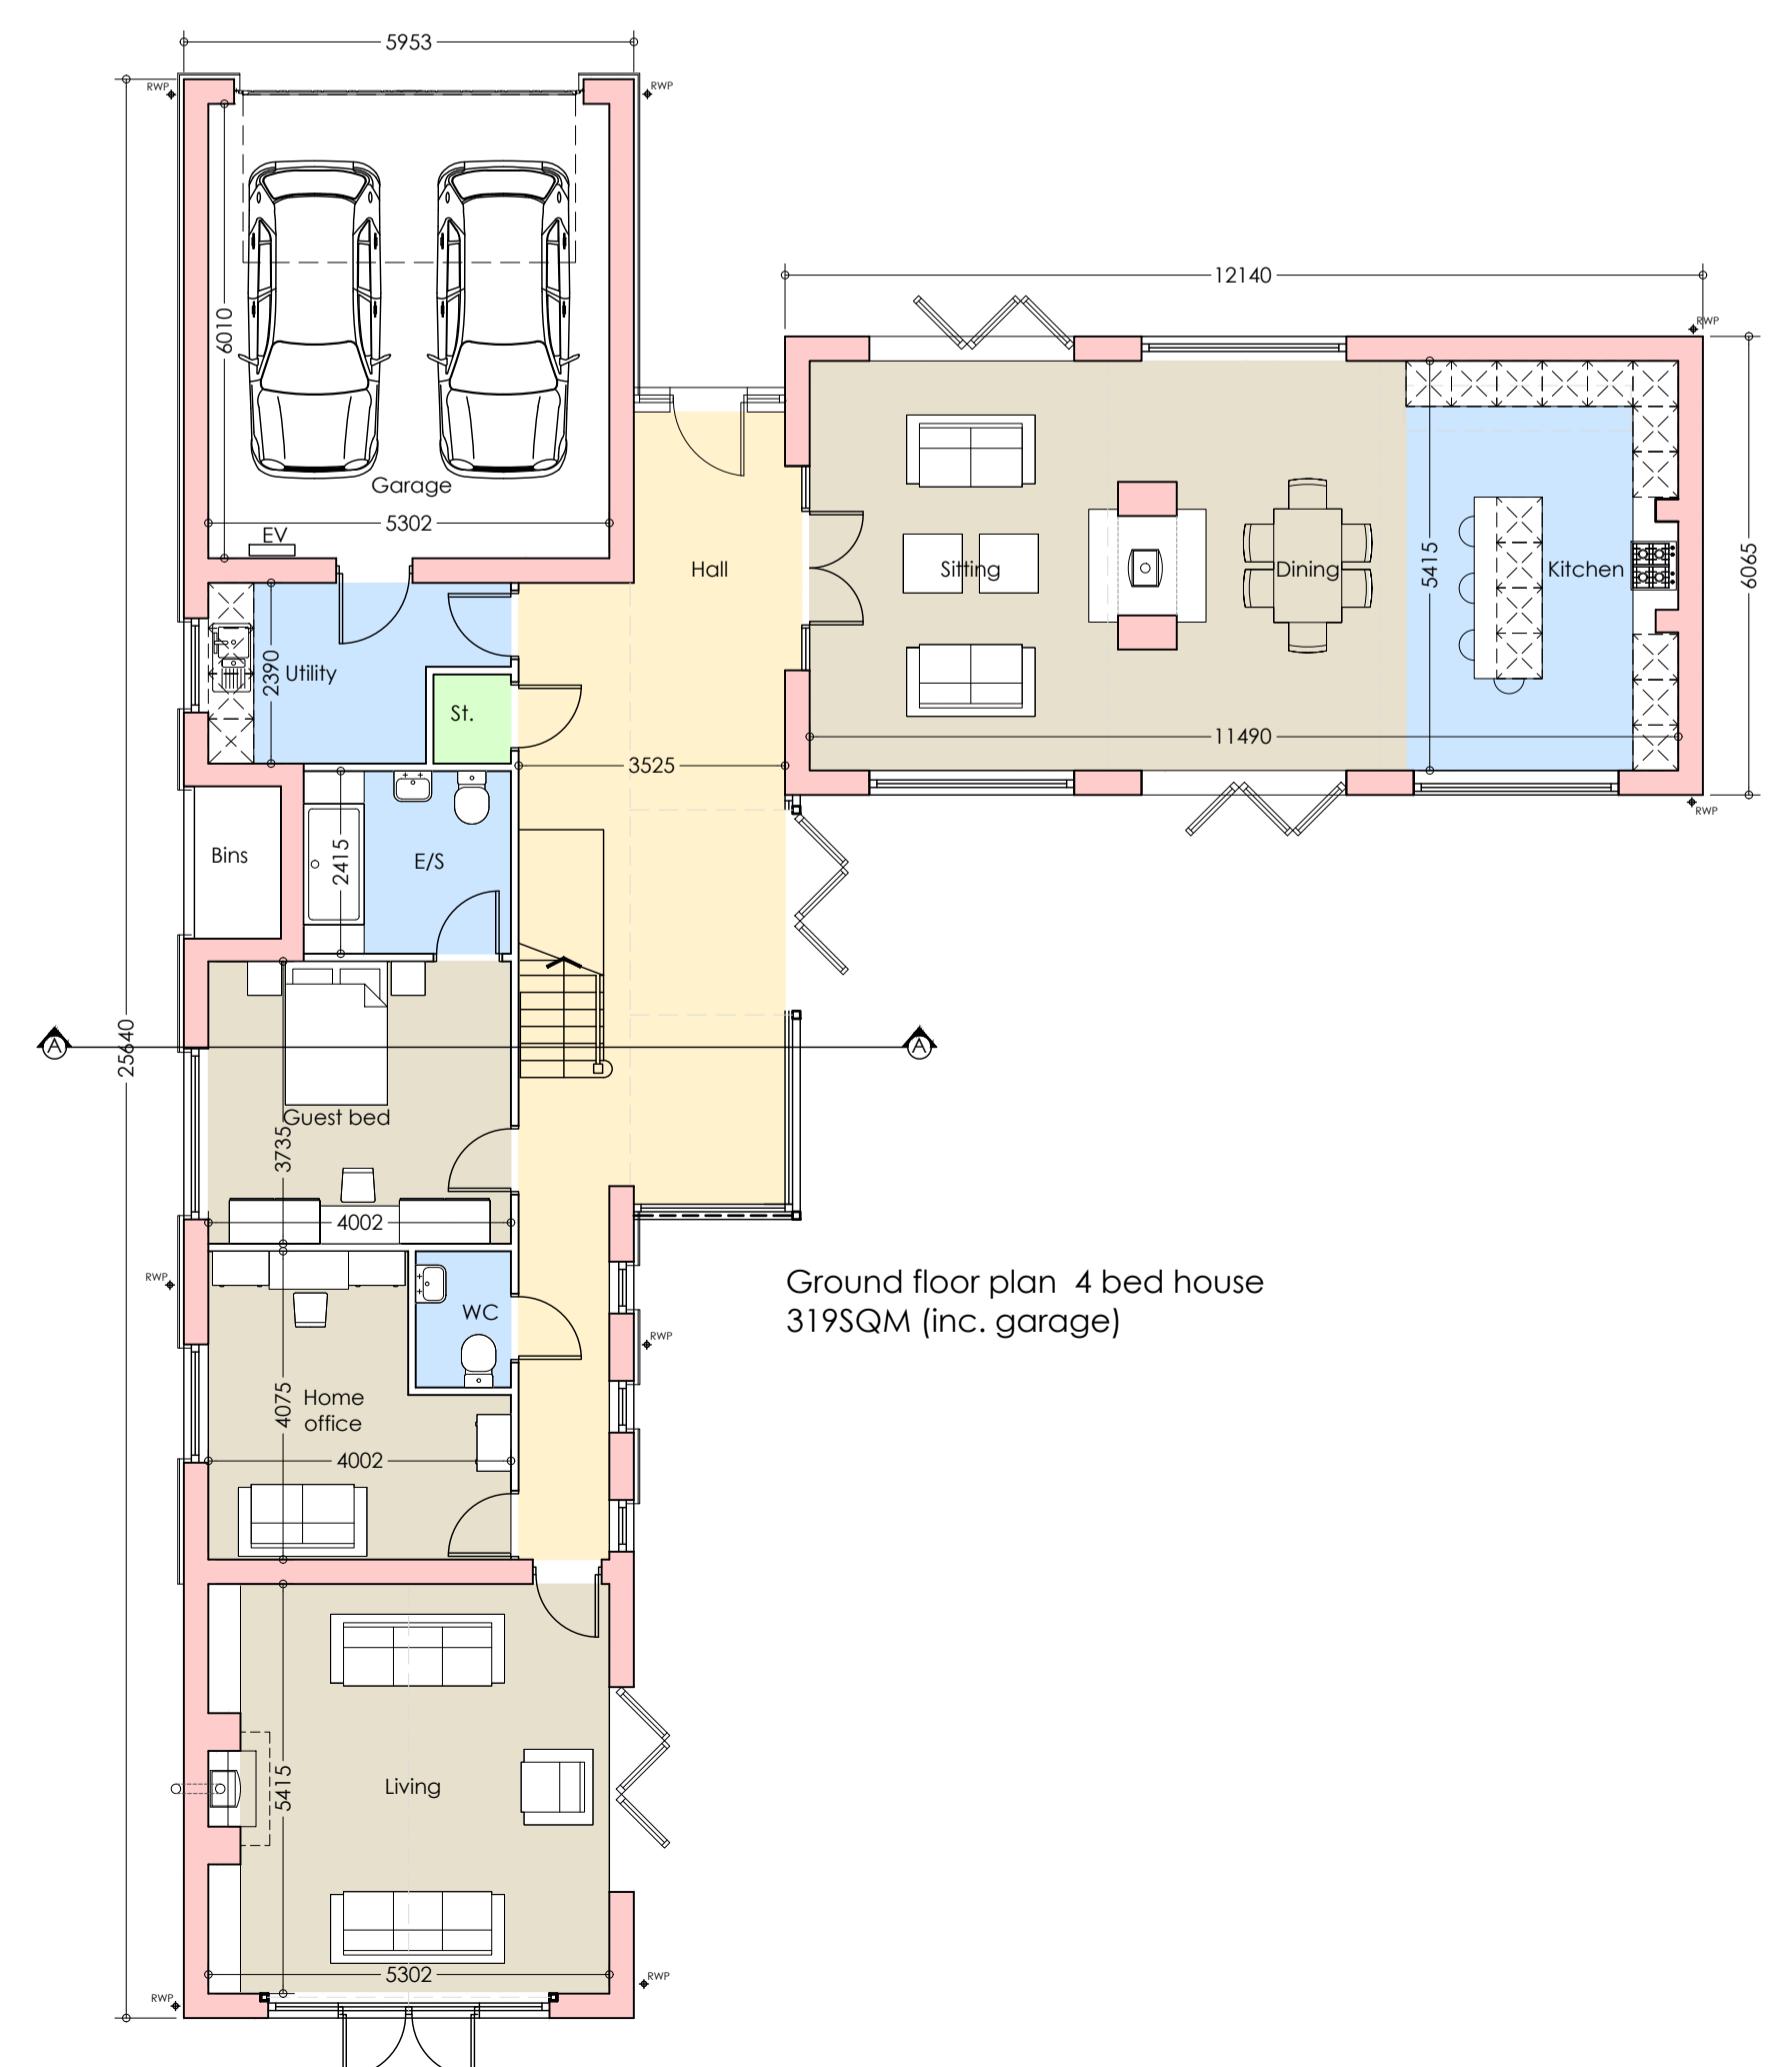 5953
RWP
RWP
6010
12140
RWP
Garage
5302
EV
Hall
Sitting
Dining
5415
Kitchen
6065
2390
Utility
St.
11490
3525
RWP
Bins
2415
E/S
A
A
25640
Guest bed
3735
4002
RWP
WC
Ground floor plan 4 bed house
319SQM (inc. garage)
RWP
Home
office
4075
4002
5415
Living
5302
RWP
RWP